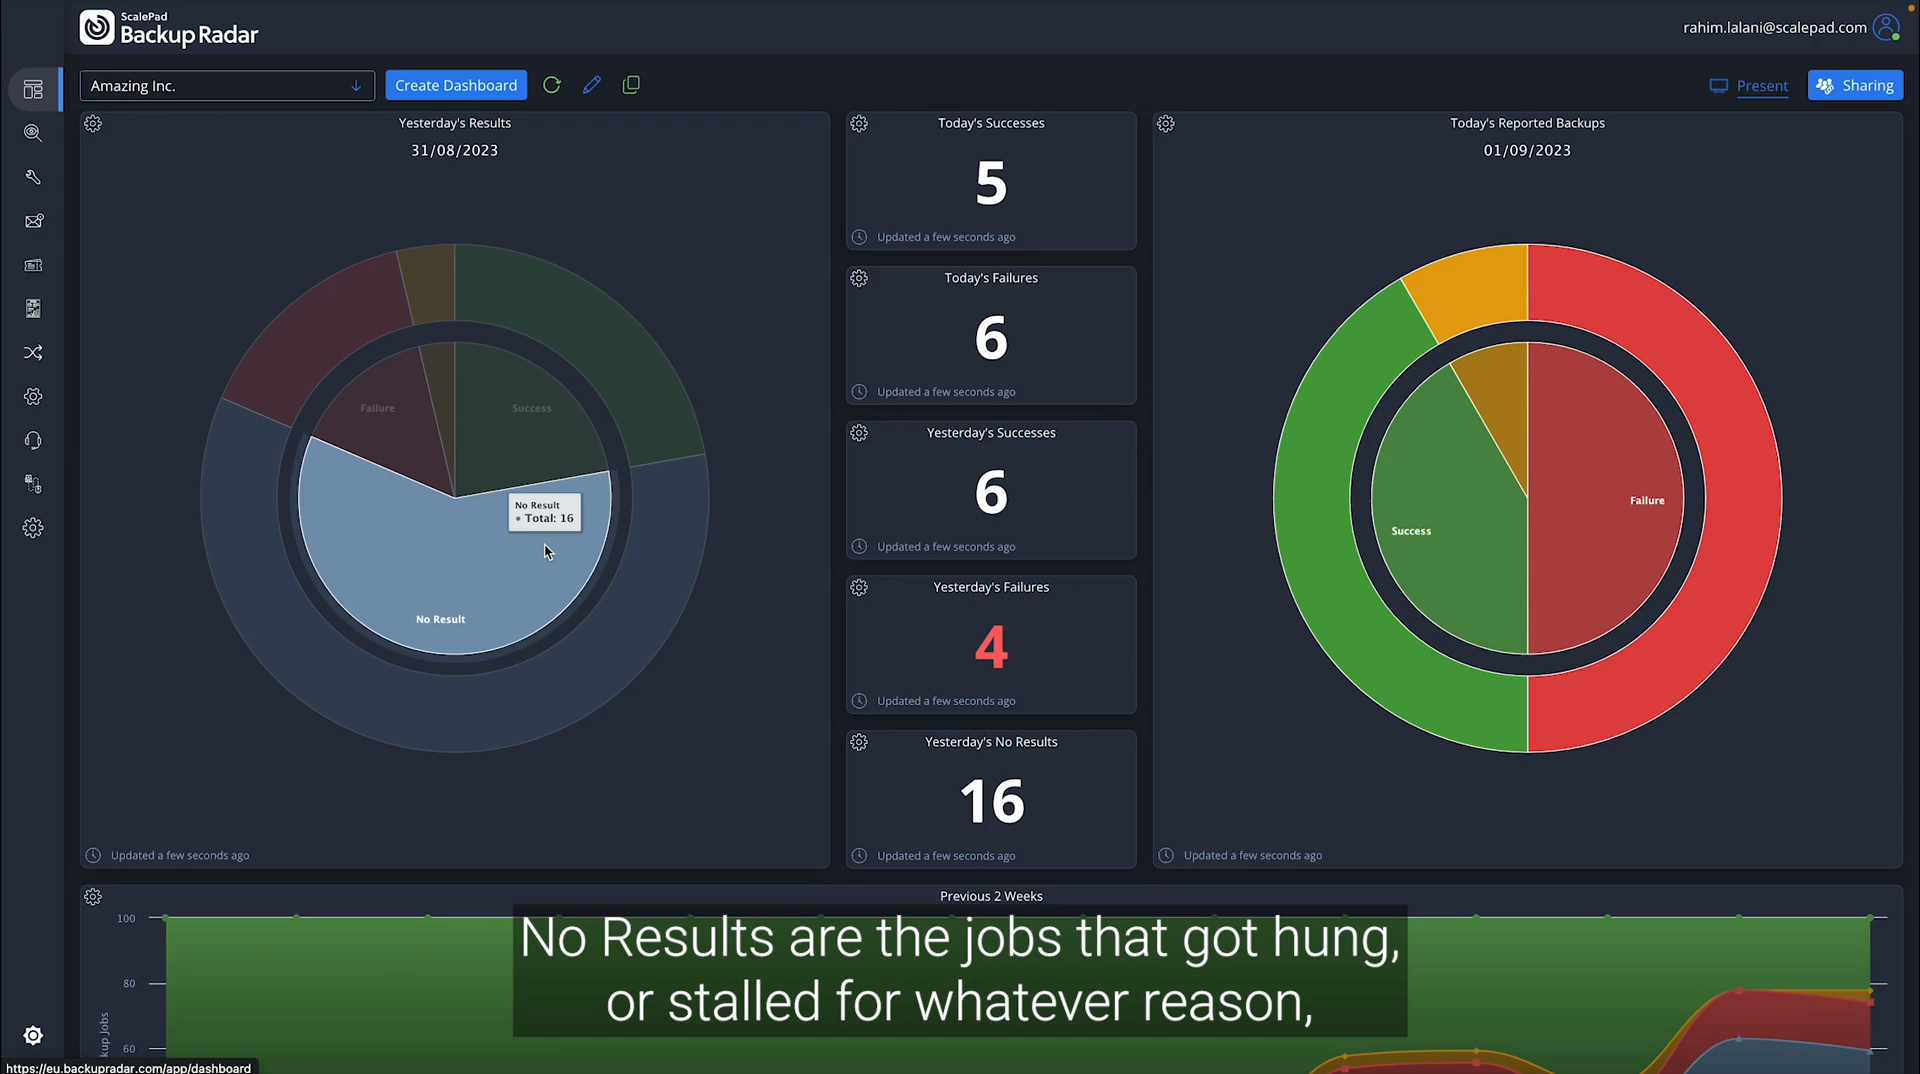 ScalePad
Backup Radar
rahim.lalani@scalepad.com
Amazing Inc.
Create Dashboard
Present
Sharing
Yesterday's Results
31/08/2023
Failure
Success
No Result
• Total: 16
No Result
Updated a few seconds ago
Today's Successes
5
Updated a few seconds ago
Today's Failures
6
Updated a few seconds ago
Yesterday's Successes
6
Updated a few seconds ago
Yesterday's Failures
4
Updated a few seconds ago
Yesterday's No Results
16
Updated a few seconds ago
Today's Reported Backups
01/09/2023
Failure
Success
Updated a few seconds ago
Previous 2 Weeks
100
80
60
Jobs
No Results are the jobs that got hung,
or stalled for whatever reason,
https://eu.backupradar.com/app/dashboard